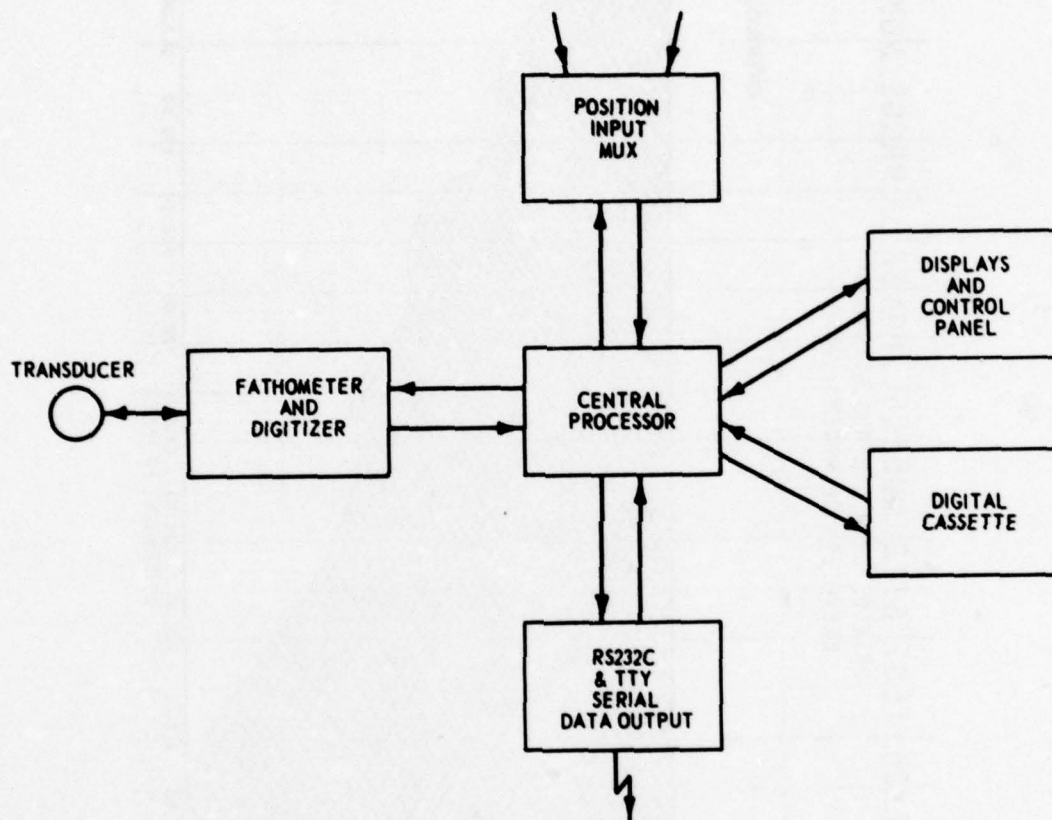 POSITION
INPUT
MUX
DISPLAYS
AND
CONTROL
PANEL
TRANSDUCER
FATHOMETER
AND
DIGITIZER
CENTRAL
PROCESSOR
DIGITAL
CASSETTE
RS232C
& TTY
SERIAL
DATA OUTPUT